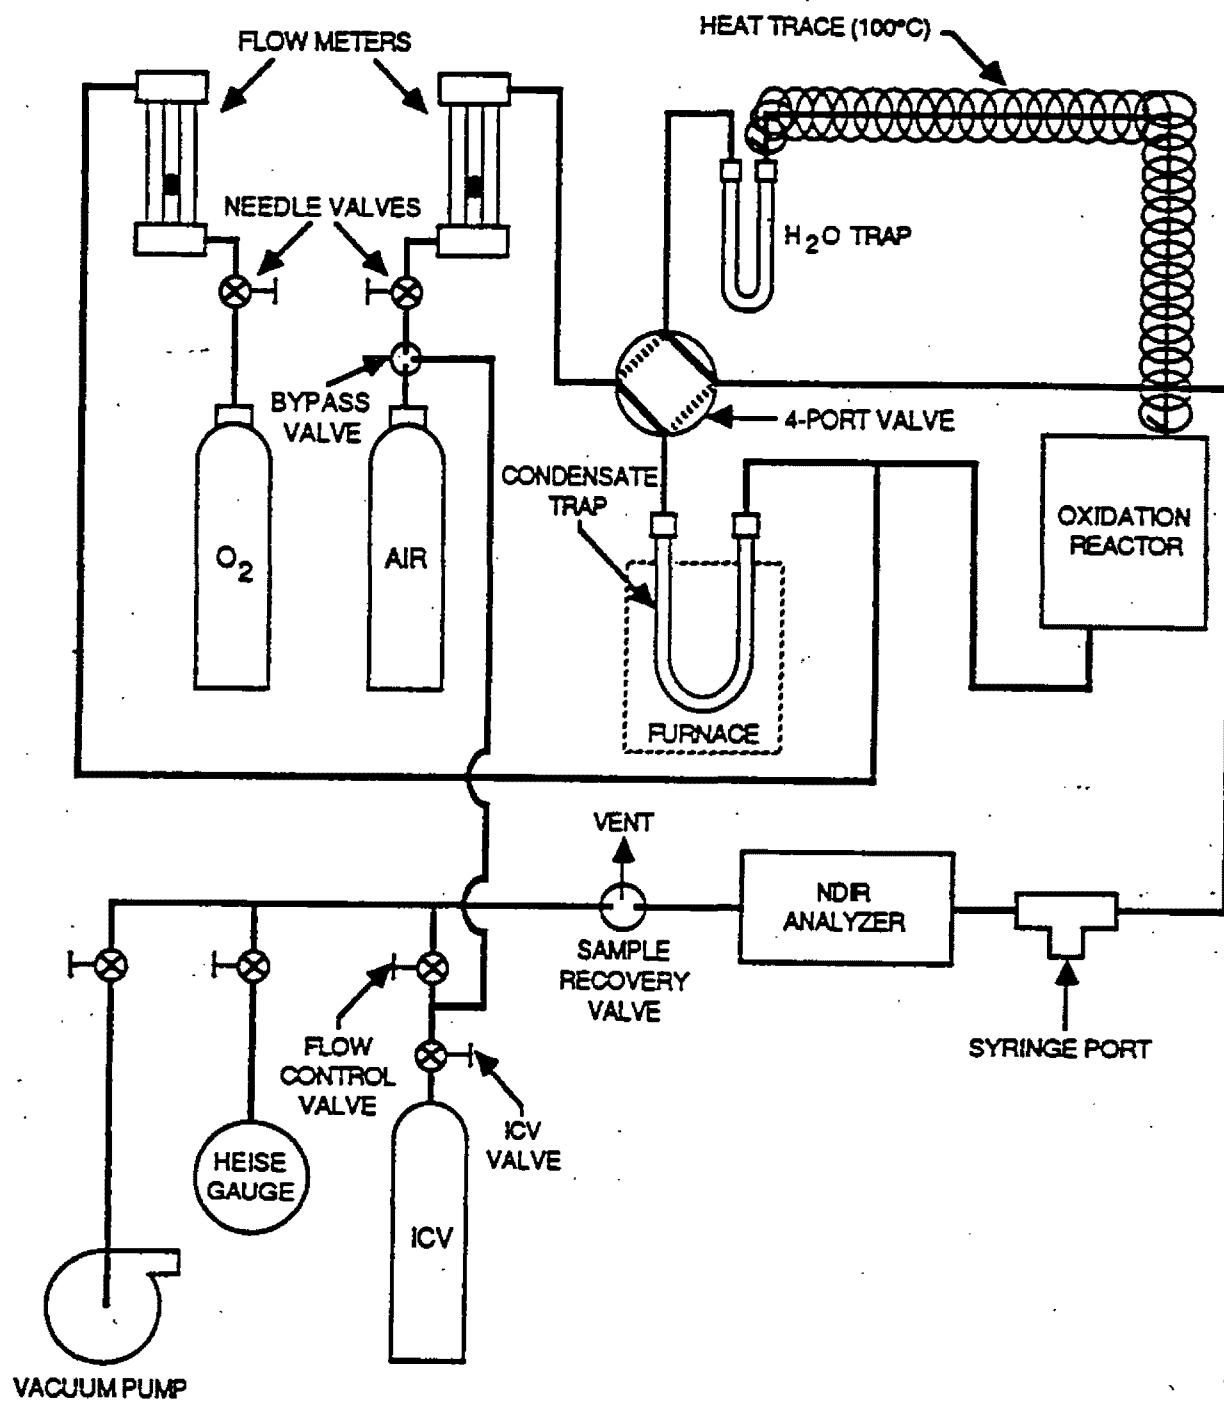 HEAT TRACE (100°C)
FLOW METERS
NEEDLE VALVES
H2O TRAP
BYPASS
VALVE
4-PORT VALVE
CONDENSATE
TRAP
OXIDATION
REACTOR
O2
AIR
FURNACE
VENT
NDIR
ANALYZER
SAMPLE
RECOVERY
VALVE
SYRINGE PORT
FLOW
CONTROL
VALVE
ICV
VALVE
HEISE
GAUGE
ICV
VACUUM PUMP